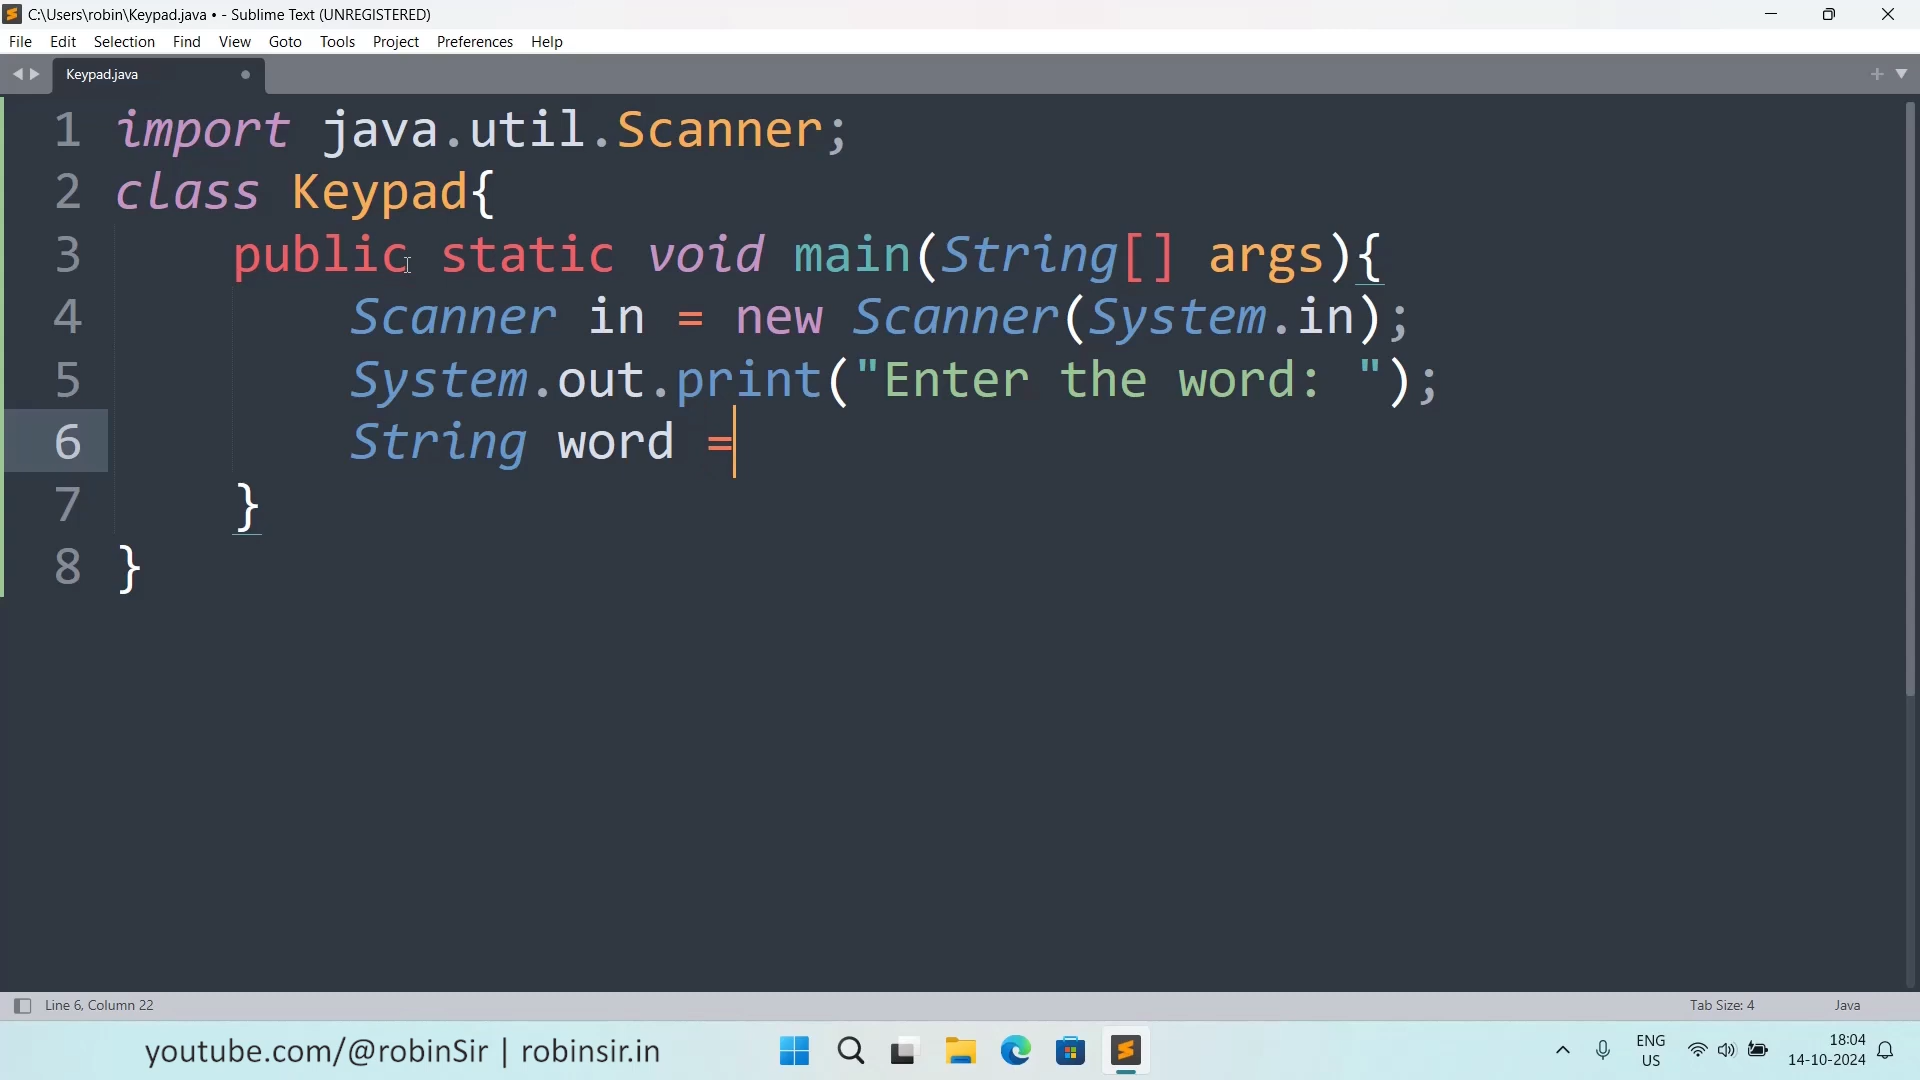 C:\Users\robin\Keypad.java • - Sublime Text (UNREGISTERED)
File Edit Selection Find View Goto Tools Project Preferences Help
Keypad.java
1 import java.util.Scanner;
2 class Keypad{
3 public static void main(String[] args){
4 Scanner in = new Scanner(System.in);
5 System.out.print("Enter the word: ");
6 String word =
7 }
8 }
Line 6, Column 22 Tab Size: 4 Java
youtube.com/@robinSir | robinsir.in
ENG
US
18:04
14-10-2024